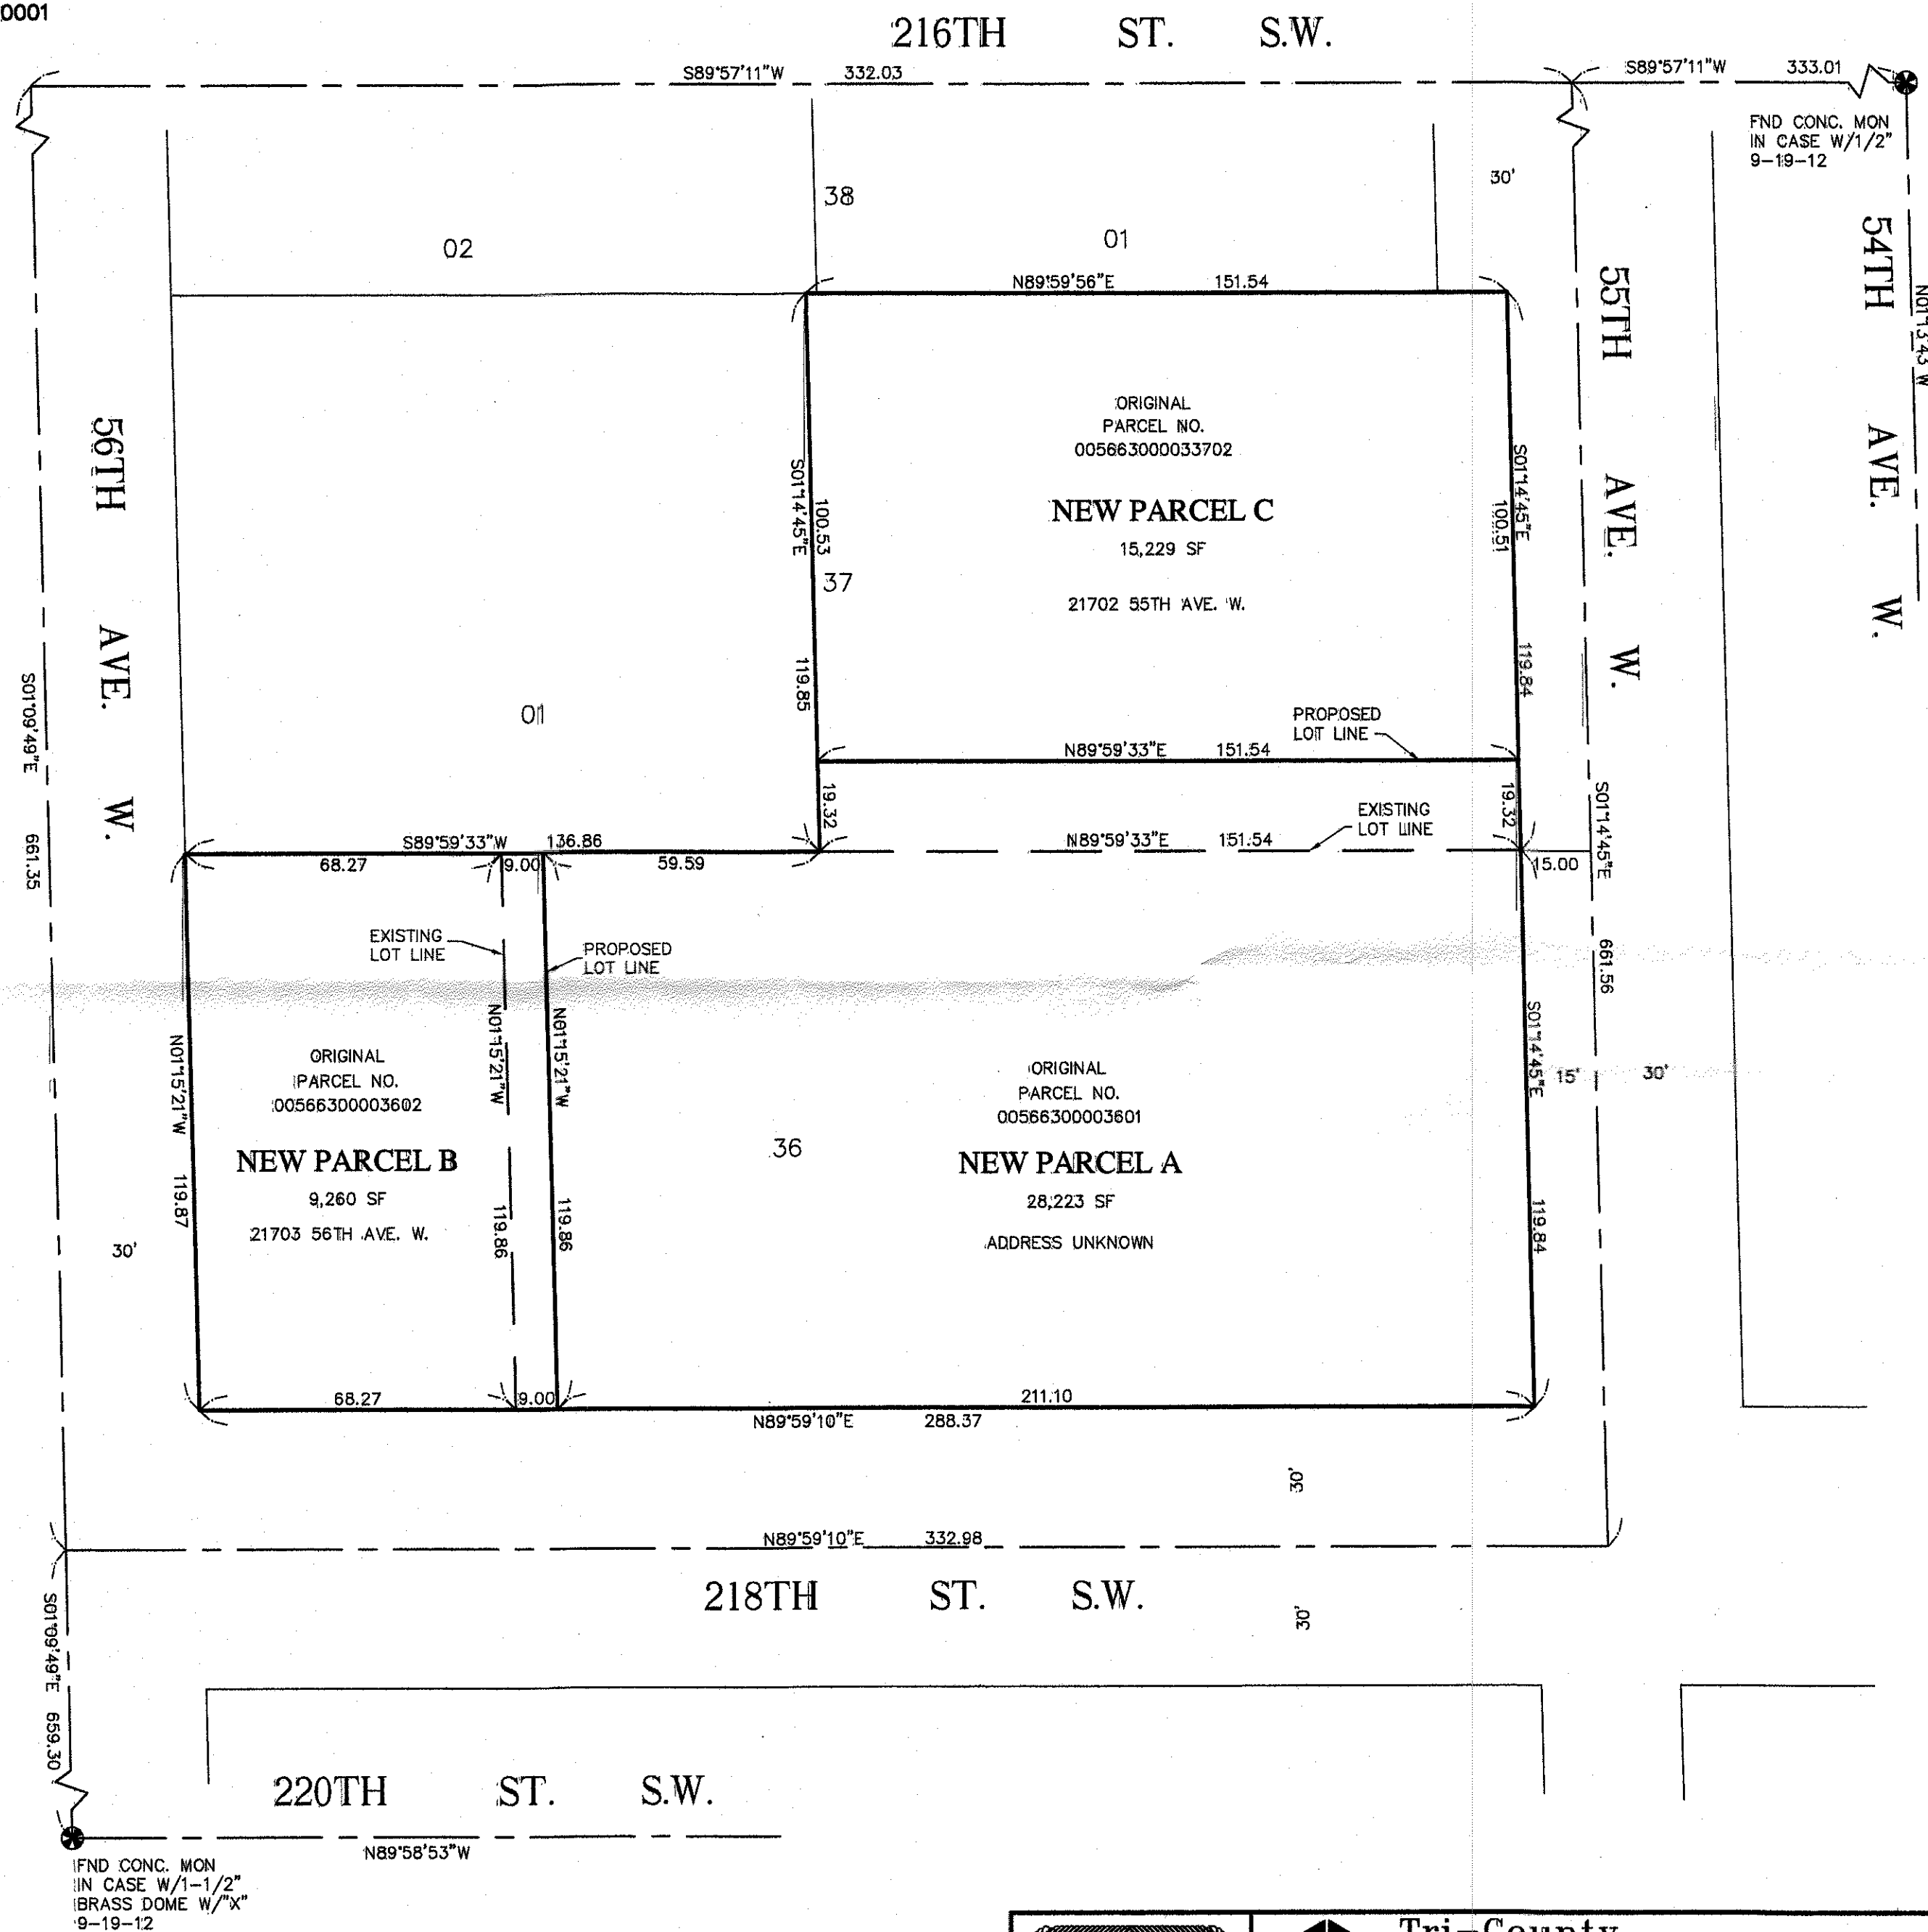 0001
216TH ST. S.W.
S89°57'11"W 332.03
S89°57'11"W 333.01
FND CONC. MON
IN CASE W/1/2"
9-19-12
30'
38
02
01
54TH AVE. W.
N01°13'43"W
55TH AVE. W.
56TH AVE. W.
N89°59'56"E 151.54
ORIGINAL
PARCEL NO.
005663000033702
NEW PARCEL C
15,229 SF
21702 55TH AVE. W.
S01°14'45"E
100.53
37
119.85
S01°14'45"E
100.51
119.84
01
PROPOSED
LOT LINE
N89°59'33"E 151.54
S01°09'49"E 661.35
19.32
19.32
EXISTING
LOT LINE
N89°59'33"E 151.54
S89°59'33"W 136.86
68.27
9.00
59.59
15.00
S01°14'45"E 661.56
EXISTING
LOT LINE
PROPOSED
LOT LINE
N01°15'21"W 119.87
N01°15'21"W 119.86
N01°15'21"W 119.86
S01°14'45"E 119.84
15'
30'
ORIGINAL
PARCEL NO.
00566300003602
NEW PARCEL B
9,260 SF
21703 56TH AVE. W.
36
ORIGINAL
PARCEL NO.
00566300003601
NEW PARCEL A
28,223 SF
ADDRESS UNKNOWN
30'
68.27
9.00
211.10
N89°59'10"E 288.37
30'
N89°59'10"E 332.98
218TH ST. S.W.
30'
S01°09'49"E 659.30
220TH ST. S.W.
N89°58'53"W
FND CONC. MON
IN CASE W/1-1/2"
BRASS DOME W/"X"
9-19-12
Tri-County